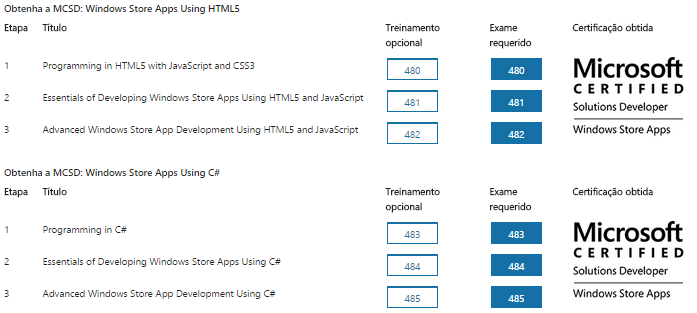 Obtenha a MCSD: Windows Store Apps Using HTML5
Etapa Título Treinamento opcional Exame requerido Certificação obtida
1 Programming in HTML5 with JavaScript and CSS3 480 480
2 Essentials of Developing Windows Store Apps Using HTML5 and JavaScript 481 481
3 Advanced Windows Store App Development Using HTML5 and JavaScript 482 482
Microsoft
CERTIFIED
Solutions Developer
Windows Store Apps
Obtenha a MCSD: Windows Store Apps Using C#
Etapa Título Treinamento opcional Exame requerido Certificação obtida
1 Programming in C# 483 483
2 Essentials of Developing Windows Store Apps Using C# 484 484
3 Advanced Windows Store App Development Using C# 485 485
Microsoft
CERTIFIED
Solutions Developer
Windows Store Apps